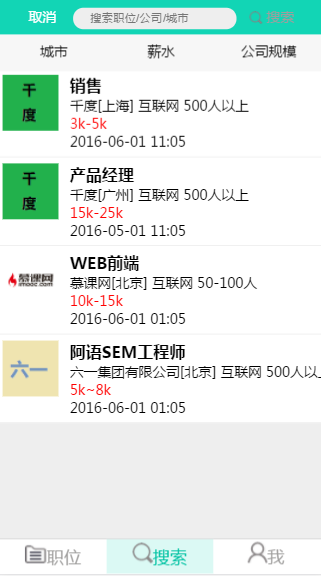 取消 搜索职位/公司/城市 搜索
城市 薪水 公司规模
千度
销售
千度[上海] 互联网 500人以上
3k-5k
2016-06-01 11:05
千度
产品经理
千度[广州] 互联网 500人以上
15k-25k
2016-05-01 11:05
慕课网
imooc.com
WEB前端
慕课网[北京] 互联网 50-100人
10k-15k
2016-06-01 01:05
六一
阿语SEM工程师
六一集团有限公司[北京] 互联网 500人以上
5k~8k
2016-06-01 01:05
职位 搜索 我